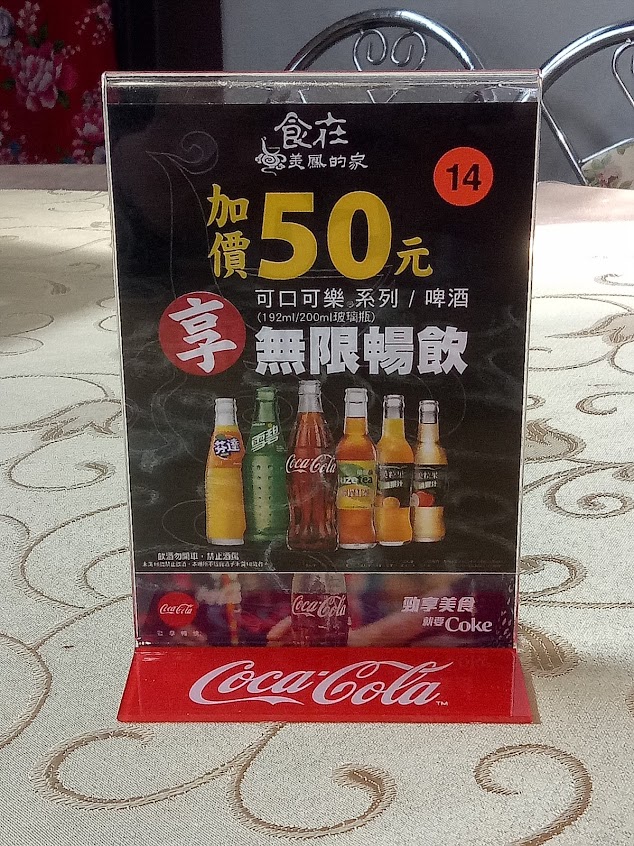 食在
美鳳的家
14
加價50元
可口可樂®系列 / 啤酒
(192ml/200ml玻璃瓶)
享
無限暢飲
芬達
雪碧
Coca-Cola
飲酒勿開車・禁止酒駕
Coca-Cola
Coca-Cola
勁享美食
就要Coke
Coca-Cola™